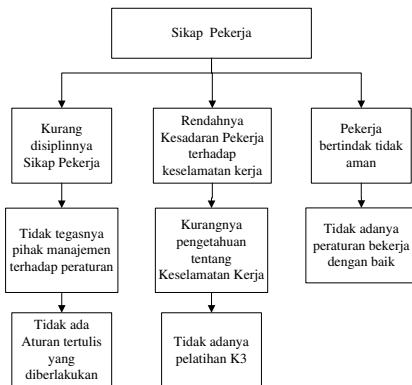 Sikap Pekerja
Kurang
disiplinnya
Sikap Pekerja
Rendahnya
Kesadaran Pekerja
terhadap
keselamatan kerja
Pekerja
bertindak tidak
aman
Tidak tegasnya
pihak manajemen
terhadap peraturan
Kurangnya
pengetahuan
tentang
Keselamatan Kerja
Tidak adanya
peraturan bekerja
dengan baik
Tidak ada
Aturan tertulis
yang
diberlakukan
Tidak adanya
pelatihan K3